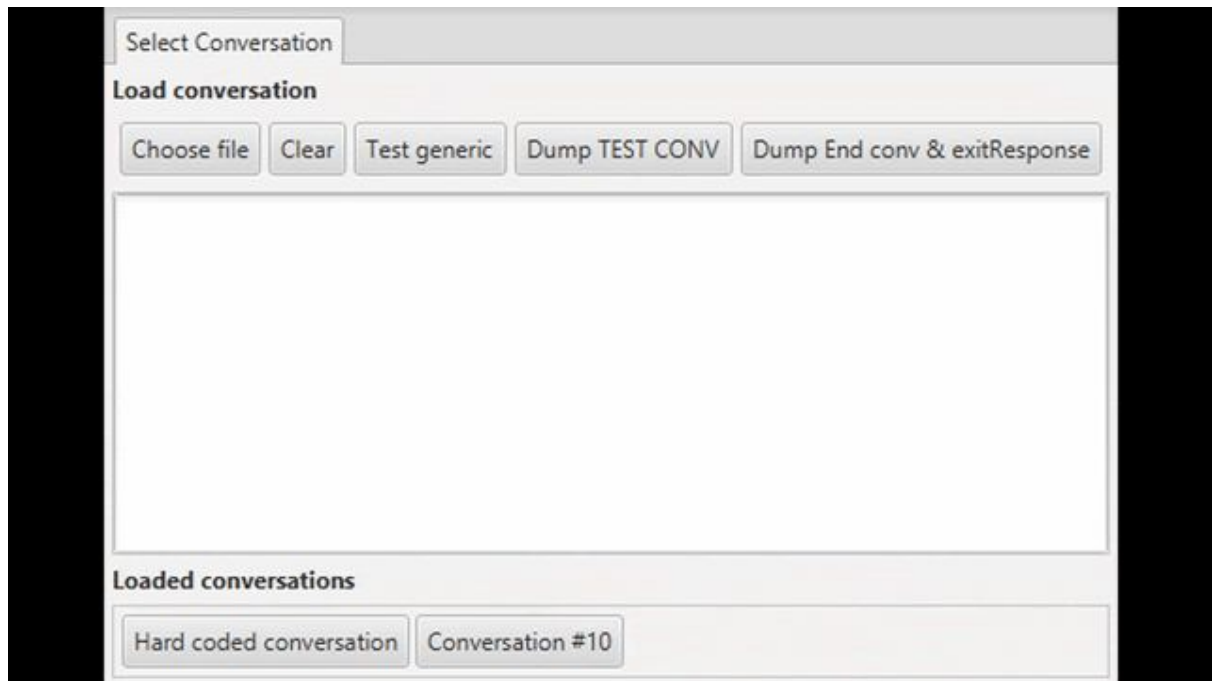 Select Conversation
Load conversation
Choose file Clear Test generic Dump TEST CONV Dump End conv & exitResponse
Loaded conversations
Hard coded conversation Conversation #10